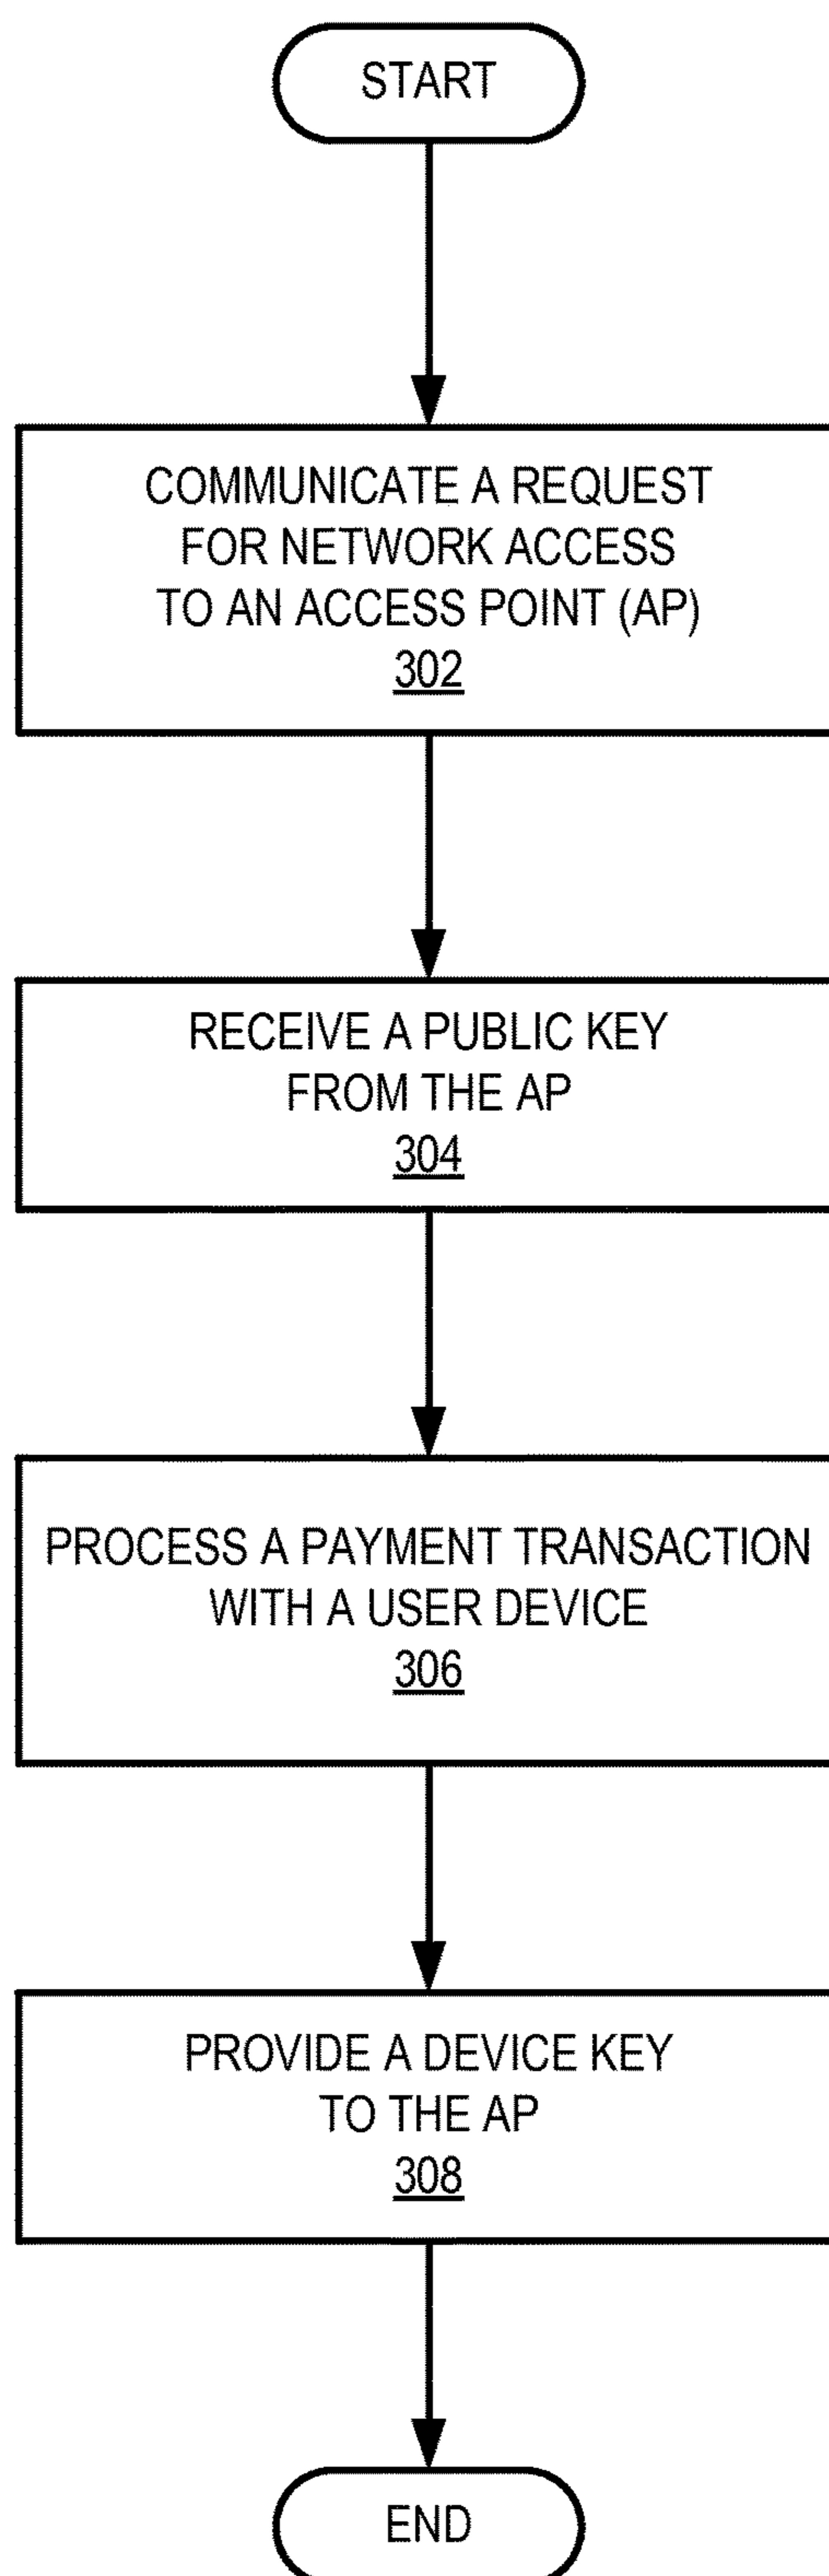 START
COMMUNICATE A REQUEST
FOR NETWORK ACCESS
TO AN ACCESS POINT (AP)
302
RECEIVE A PUBLIC KEY
FROM THE AP
304
PROCESS A PAYMENT TRANSACTION
WITH A USER DEVICE
306
PROVIDE A DEVICE KEY
TO THE AP
308
END